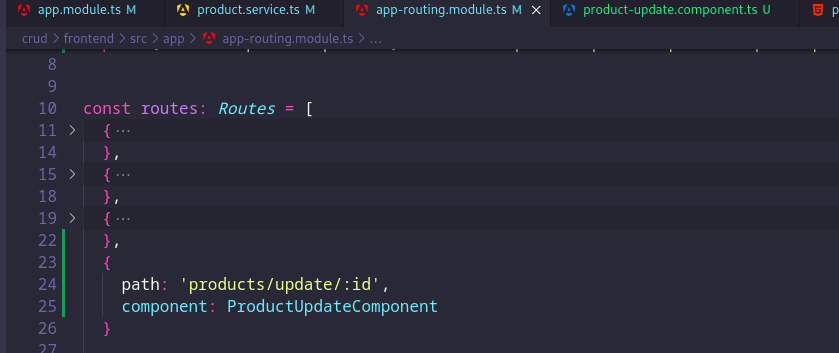 app.module.ts M product.service.ts M app-routing.module.ts M × product-update.component.ts U
crud > frontend > src > app > app-routing.module.ts > ...
8
9
10 const routes: Routes = [
11 > { ...
14 },
15 > { ...
18 },
19 > { ...
22 },
23 {
24 path: 'products/update/:id',
25 component: ProductUpdateComponent
26 }
27